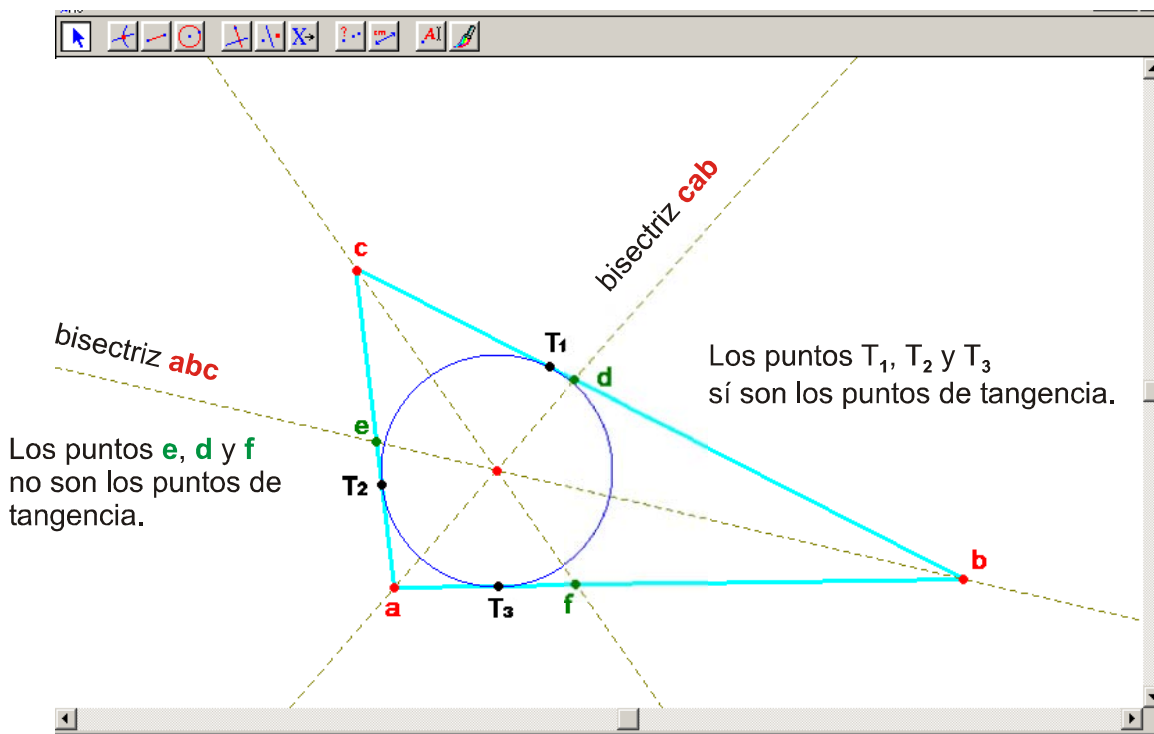 bisectriz cab
c
bisectriz abc
T₁
d
Los puntos T₁, T₂ y T₃
sí son los puntos de tangencia.
e
Los puntos e, d y f
no son los puntos de
tangencia.
T₂
b
a
T₃
f